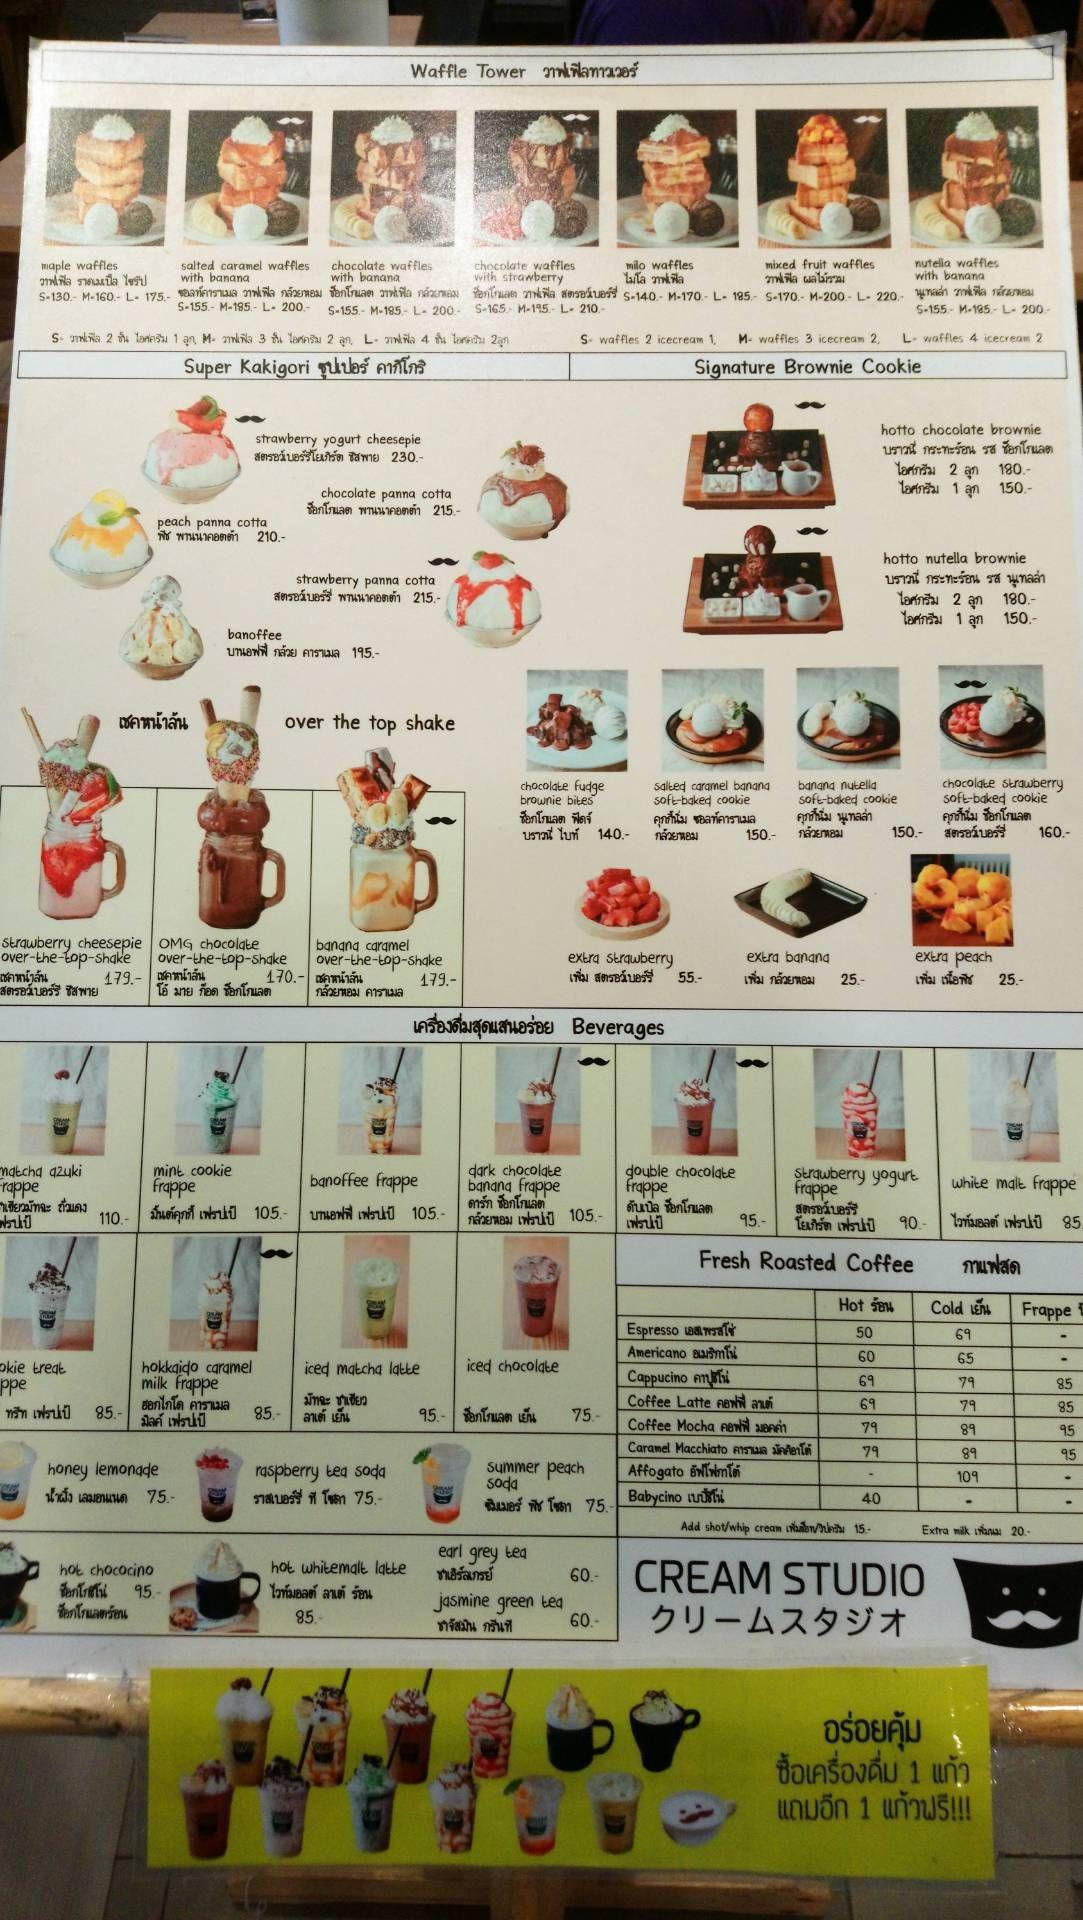 Waffle Tower วาฟเฟิลทาวเวอร์
maple waffles
วาฟเฟิล ราดเมเปิ้ล ไซรัป
S=130.- M=160.- L= 175.-
salted caramel waffles
with banana
ซอลท์คาราเมล วาฟเฟิล กล้วยหอม
S=155.- M=185.- L= 200.-
chocolate waffles
with banana
ช็อกโกแลต วาฟเฟิล กล้วยหอม
S=155.- M=185.- L= 200.-
chocolate waffles
with strawberry
ช็อกโกแลต วาฟเฟิล สตรอว์เบอร์รี่
S=165.- M=195.- L= 210.-
milo waffles
ไมโล วาฟเฟิล
S=140.- M=170.- L= 185.-
mixed fruit waffles
วาฟเฟิล ผลไม้รวม
S=170.- M=200.- L= 220.-
nutella waffles
with banana
นูเทลล่า วาฟเฟิล กล้วยหอม
S=155.- M=185.- L= 200.-
S= วาฟเฟิล 2 ชั้น ไอศครีม 1 ลูก, M= วาฟเฟิล 3 ชั้น ไอศครีม 2 ลูก, L= วาฟเฟิล 4 ชั้น ไอศครีม 2ลูก
S= waffles 2 icecream 1, M= waffles 3 icecream 2, L= waffles 4 icecream 2
Super Kakigori ซุปเปอร์ คากิโกริ
strawberry yogurt cheesepie
สตรอว์เบอร์รี่โยเกิร์ต ชีสพาย 230.-
chocolate panna cotta
ช็อกโกแลต พานนาคอตต้า 215.-
peach panna cotta
พีช พานนาคอตต้า 210.-
strawberry panna cotta
สตรอว์เบอร์รี่ พานนาคอตต้า 215.-
banoffee
บานอฟฟี่ กล้วย คาราเมล 195.-
Signature Brownie Cookie
hotto chocolate brownie
บราวนี่ กระทะร้อน รส ช็อกโกแลต
ไอศกรีม 2 ลูก 180.-
ไอศกรีม 1 ลูก 150.-
hotto nutella brownie
บราวนี่ กระทะร้อน รส นูเทลล่า
ไอศกรีม 2 ลูก 180.-
ไอศกรีม 1 ลูก 150.-
chocolate fudge
brownie bites
ช็อกโกแลต ฟัดจ์
บราวนี่ ไบท์ 140.-
salted caramel banana
soft-baked cookie
คุกกี้นิ่ม ซอลท์คาราเมล
กล้วยหอม 150.-
banana nutella
soft-baked cookie
คุกกี้นิ่ม นูเทลล่า
กล้วยหอม 150.-
chocolate strawberry
soft-baked cookie
คุกกี้นิ่ม ช็อกโกแลต
สตรอว์เบอร์รี่ 160.-
extra strawberry
เพิ่ม สตรอว์เบอร์รี่ 55.-
extra banana
เพิ่ม กล้วยหอม 25.-
extra peach
เพิ่ม เนื้อพีช 25.-
เชคหน้าล้น over the top shake
strawberry cheesepie
over-the-top-shake
เชคหน้าล้น 179.-
สตรอว์เบอร์รี่ ชีสพาย
OMG chocolate
over-the-top-shake
เชคหน้าล้น 170.-
โอ้ มาย ก็อด ช็อกโกแลต
banana caramel
over-the-top-shake
เชคหน้าล้น 179.-
กล้วยหอม คาราเมล
เครื่องดื่มสุดแสนอร่อย Beverages
matcha azuki
frappe
ชาเขียวมัทฉะ ถั่วแดง
เฟรปเป้ 110.-
mint cookie
frappe
มิ้นต์คุกกี้ เฟรปเป้ 105.-
banoffee frappe
บานอฟฟี่ เฟรปเป้ 105.-
dark chocolate
banana frappe
ดาร์ก ช็อกโกแลต
กล้วยหอม เฟรปเป้ 105.-
double chocolate
frappe
ดับเบิล ช็อกโกแลต
เฟรปเป้ 95.-
strawberry yogurt
frappe
สตรอว์เบอร์รี่
โยเกิร์ต เฟรปเป้ 90.-
white malt frappe
ไวท์มอลต์ เฟรปเป้ 85
okie treat
ppe
ทรีท เฟรปเป้ 85.-
hokkaido caramel
milk frappe
ฮอกไกโด คาราเมล
มิลค์ เฟรปเป้ 85.-
iced matcha latte
มัทฉะ ชาเขียว
ลาเต้ เย็น 95.-
iced chocolate
ช็อกโกแลต เย็น 75.-
honey lemonade
น้ำผึ้ง เลมอนเนด 75.-
raspberry tea soda
ราสเบอร์รี่ ที โซดา 75.-
summer peach
soda
ซัมเมอร์ พีช โซดา 75.-
hot chococino
ช็อกโกชิโน่ 95.-
ช็อกโกแลตร้อน
hot whitemalt latte
ไวท์มอลต์ ลาเต้ ร้อน
85.-
earl grey tea
ชาเอิร์ลเกรย์ 60.-
jasmine green tea
ชาจัสมิน กรีนที 60.-
Fresh Roasted Coffee กาแฟสด
Hot ร้อน Cold เย็น Frappe
Espresso เอสเพรสโซ่ 50 69 -
Americano อเมริกาโน่ 60 65 -
Cappucino คาปูชิโน่ 69 79 85
Coffee Latte คอฟฟี่ ลาเต้ 69 79 85
Coffee Mocha คอฟฟี่ มอคค่า 79 89 95
Caramel Macchiato คาราเมล มัคคิอาโต้ 79 89 95
Affogato อัฟโฟกาโต้ - 109 -
Babycino เบบี้ชิโน่ 40 - -
Add shot/whip cream เพิ่มช็อท/วิปครีม 15.- Extra milk เพิ่มนม 20.-
CREAM STUDIO
クリームスタジオ
อร่อยคุ้ม
ซื้อเครื่องดื่ม 1 แก้ว
แถมอีก 1 แก้วฟรี!!!